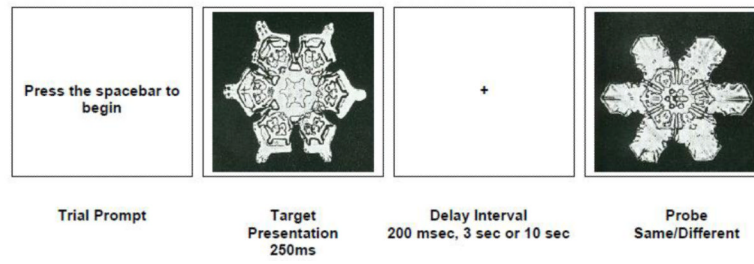 Press the spacebar to
begin
+
Trial Prompt
Target
Presentation
250ms
Delay Interval
200 msec, 3 sec or 10 sec
Probe
Same/Different